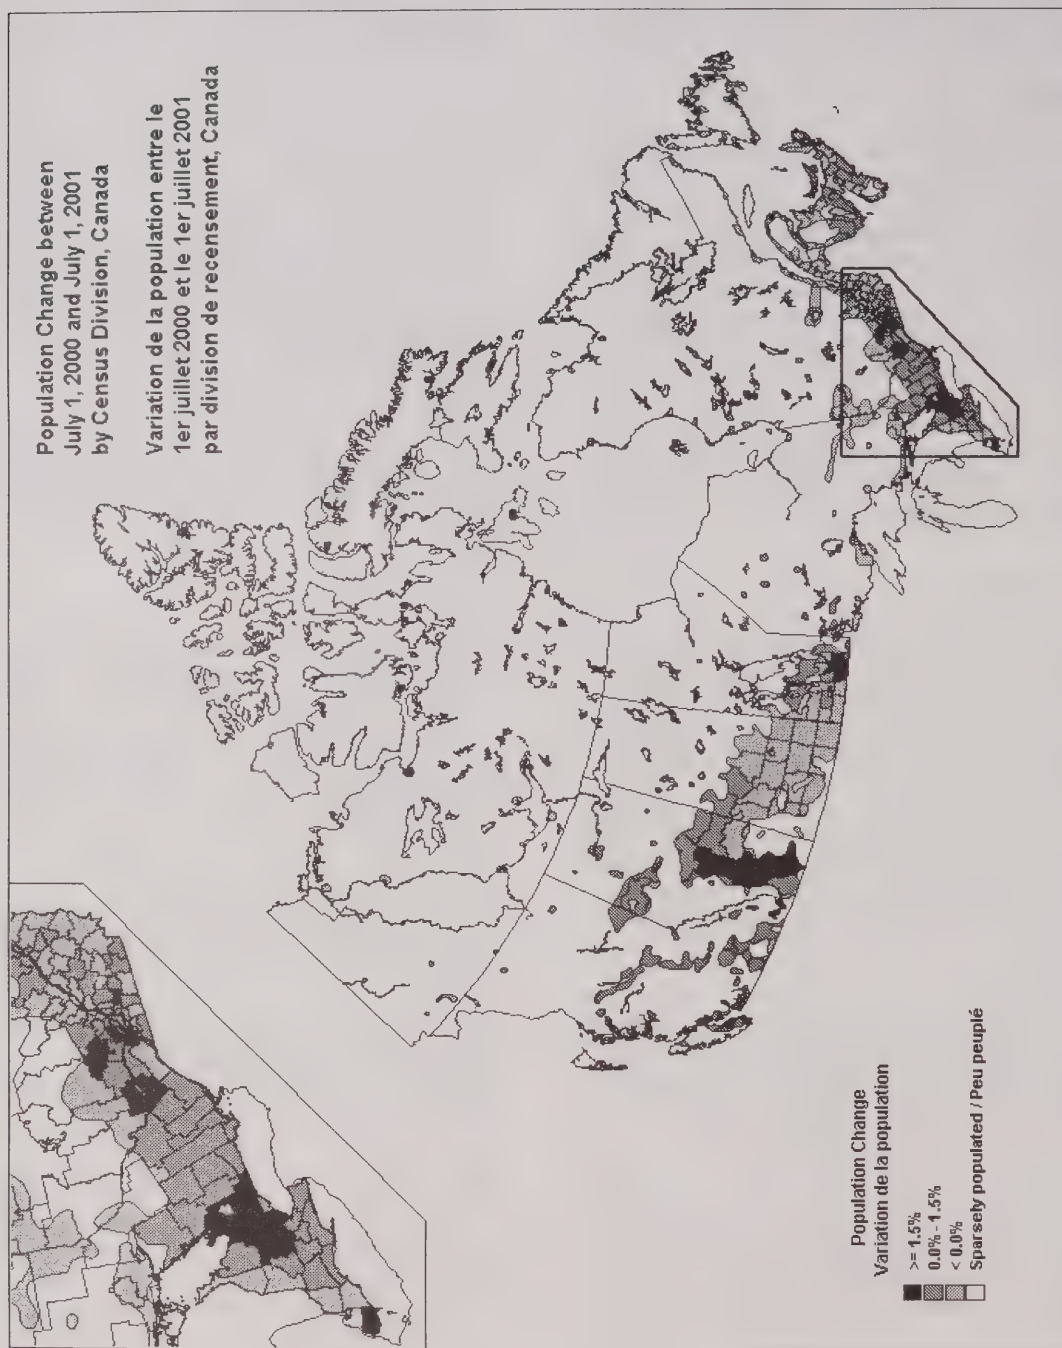 Population Change between
July 1, 2000 and July 1, 2001
by Census Division, Canada
Variation de la population entre le
1er juillet 2000 et le 1er juillet 2001
par division de recensement, Canada
Population Change
Variation de la population
>= 1.5%
0.0% - 1.5%
< 0.0%
Sparsely populated / Peu peuplé